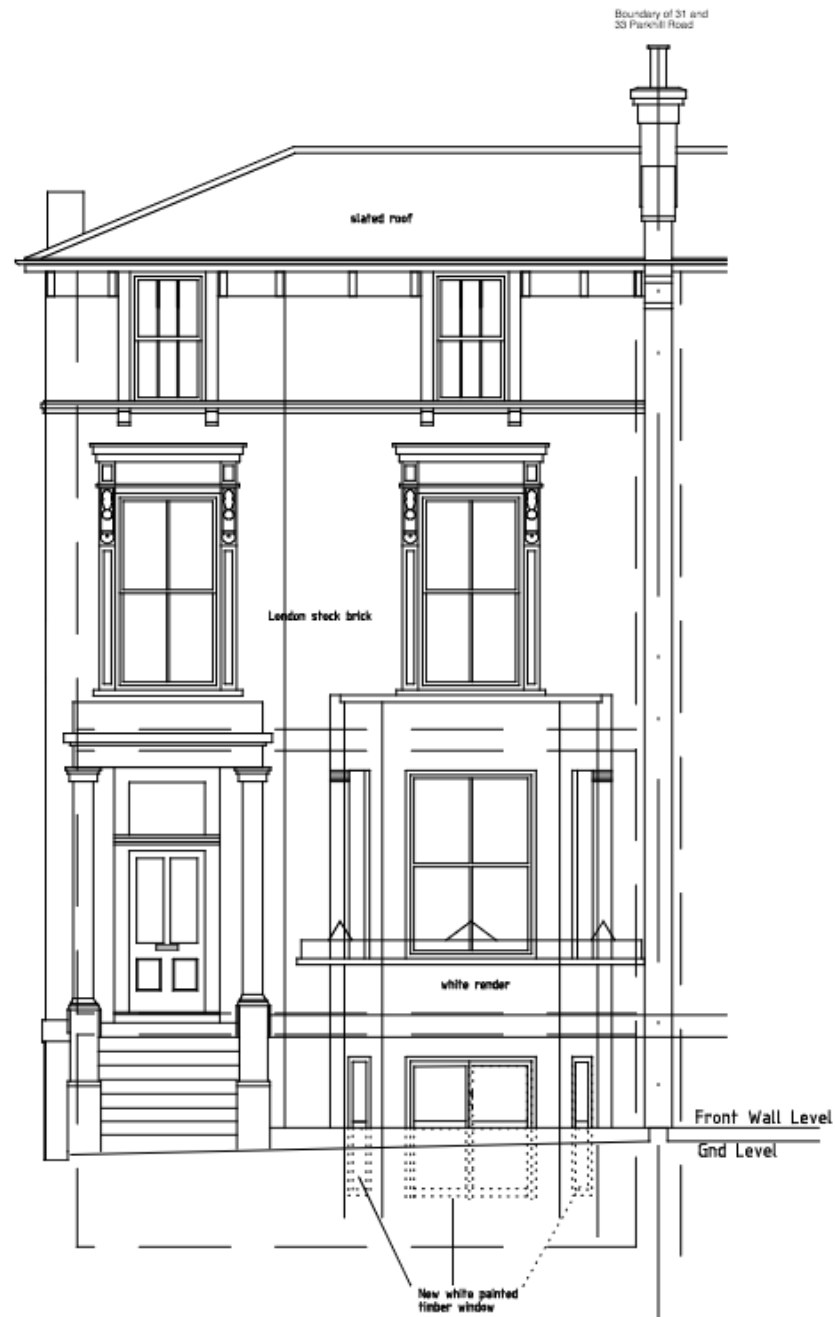 Boundary of 31 and
33 Parkhill Road
slated roof
London stock brick
white render
Front Wall Level
Gnd Level
New white painted
timber window